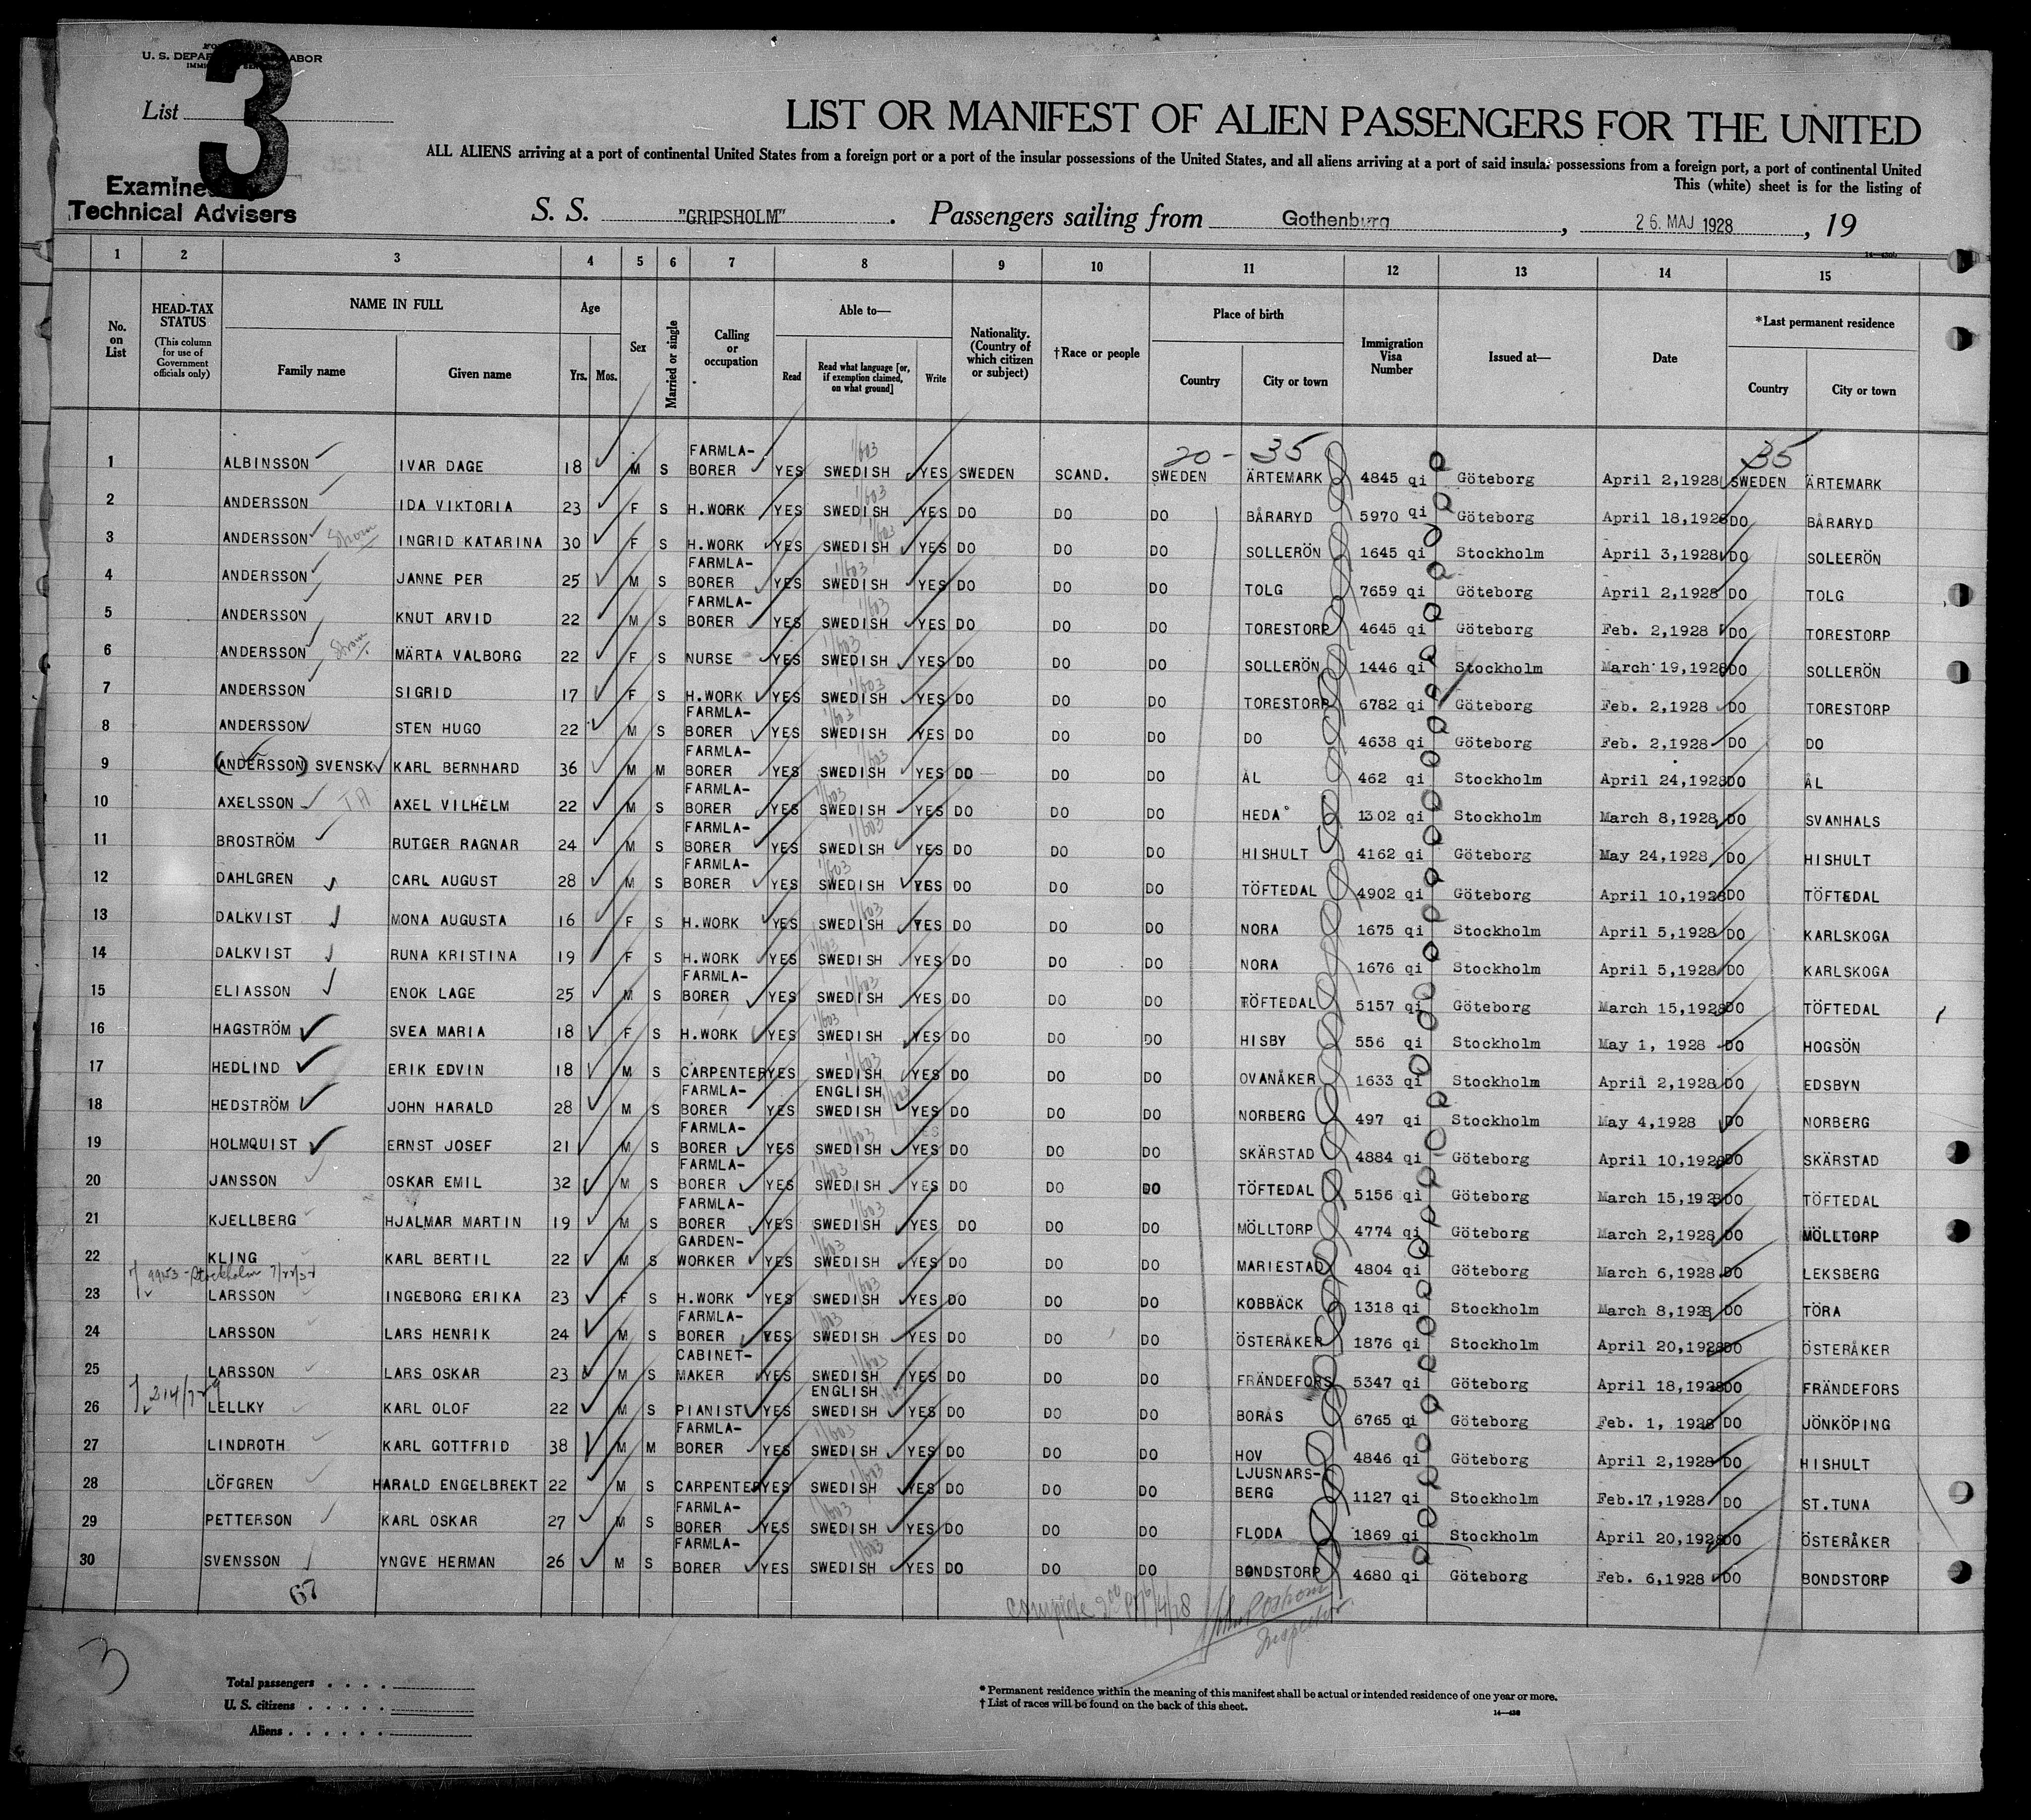 U. S. DEPAR ABOR
List
3
Examined by
Technical Advisers
LIST OR MANIFEST OF ALIEN PASSENGERS FOR THE UNITED
ALL ALIENS arriving at a port of continental United States from a foreign port or a port of the insular possessions of the United States, and all aliens arriving at a port of said insular possessions from a foreign port, a port of continental United
This (white) sheet is for the listing of
S. S. "GRIPSHOLM". Passengers sailing from Gothenburg, 26. MAJ 1928, 19
1 2 3 4 5 6 7 8 9 10 11 12 13 14 15
No. on List
HEAD-TAX STATUS
(This column for use of Government officials only)
NAME IN FULL
Family name Given name
Age
Yrs. Mos.
Sex
Married or single
Calling or occupation
Able to—
Read
Read what language [or, if exemption claimed, on what ground]
Write
Nationality. (Country of which citizen or subject)
†Race or people
Place of birth
Country City or town
Immigration Visa Number
Issued at—
Date
*Last permanent residence
Country City or town
20 - 35 35
1 ALBINSSON IVAR DAGE 18 M S FARMLA-BORER YES SWEDISH YES SWEDEN SCAND. SWEDEN ÄRTEMARK 4845 qi Göteborg April 2,1928 SWEDEN ÄRTEMARK
2 ANDERSSON IDA VIKTORIA 23 F S H.WORK YES SWEDISH YES DO DO DO BÅRARYD 5970 qi Göteborg April 18,1928 DO BÅRARYD
3 ANDERSSON INGRID KATARINA 30 F S H.WORK YES SWEDISH YES DO DO DO SOLLERÖN 1645 qi Stockholm April 3,1928 DO SOLLERÖN
4 ANDERSSON JANNE PER 25 M S FARMLA-BORER YES SWEDISH YES DO DO DO TOLG 7659 qi Göteborg April 2,1928 DO TOLG
5 ANDERSSON KNUT ARVID 22 M S FARMLA-BORER YES SWEDISH YES DO DO DO TORESTORP 4645 qi Göteborg Feb. 2,1928 DO TORESTORP
6 ANDERSSON MÄRTA VALBORG 22 F S NURSE YES SWEDISH YES DO DO DO SOLLERÖN 1446 qi Stockholm March 19,1928 DO SOLLERÖN
7 ANDERSSON SIGRID 17 F S H.WORK YES SWEDISH YES DO DO DO TORESTORP 6782 qi Göteborg Feb. 2,1928 DO TORESTORP
8 ANDERSSON STEN HUGO 22 M S FARMLA-BORER YES SWEDISH YES DO DO DO DO 4638 qi Göteborg Feb. 2,1928 DO DO
9 (ANDERSSON) SVENSK KARL BERNHARD 36 M M FARMLA-BORER YES SWEDISH YES DO DO DO ÅL 462 qi Stockholm April 24,1928 DO ÅL
10 AXELSSON AXEL VILHELM 22 M S FARMLA-BORER YES SWEDISH YES DO DO DO HEDA 1302 qi Stockholm March 8,1928 DO SVANHALS
11 BROSTRÖM RUTGER RAGNAR 24 M S FARMLA-BORER YES SWEDISH YES DO DO DO HISHULT 4162 qi Göteborg May 24,1928 DO HISHULT
12 DAHLGREN CARL AUGUST 28 M S FARMLA-BORER YES SWEDISH YES DO DO DO TÖFTEDAL 4902 qi Göteborg April 10,1928 DO TÖFTEDAL
13 DALKVIST MONA AUGUSTA 16 F S H.WORK YES SWEDISH YES DO DO DO NORA 1675 qi Stockholm April 5,1928 DO KARLSKOGA
14 DALKVIST RUNA KRISTINA 19 F S H.WORK YES SWEDISH YES DO DO DO NORA 1676 qi Stockholm April 5,1928 DO KARLSKOGA
15 ELIASSON ENOK LAGE 25 M S FARMLA-BORER YES SWEDISH YES DO DO DO TÖFTEDAL 5157 qi Göteborg March 15,1928 DO TÖFTEDAL
16 HAGSTRÖM SVEA MARIA 18 F S H.WORK YES SWEDISH YES DO DO DO HISBY 556 qi Stockholm May 1, 1928 DO HOGSÖN
17 HEDLIND ERIK EDVIN 18 M S CARPENTER YES SWEDISH YES DO DO DO OVANÅKER 1633 qi Stockholm April 2,1928 DO EDSBYN
18 HEDSTRÖM JOHN HARALD 28 M S FARMLA-BORER YES ENGLISH SWEDISH YES DO DO DO NORBERG 497 qi Stockholm May 4,1928 DO NORBERG
19 HOLMQUIST ERNST JOSEF 21 M S FARMLA-BORER YES SWEDISH YES DO DO DO SKÄRSTAD 4884 qi Göteborg April 10,1928 DO SKÄRSTAD
20 JANSSON OSKAR EMIL 32 M S FARMLA-BORER YES SWEDISH YES DO DO DO TÖFTEDAL 5156 qi Göteborg March 15,1928 DO TÖFTEDAL
21 KJELLBERG HJALMAR MARTIN 19 M S FARMLA-BORER YES SWEDISH YES DO DO DO MÖLLTORP 4774 qi Göteborg March 2,1928 DO MÖLLTORP
22 KLING KARL BERTIL 22 M S GARDEN-WORKER YES SWEDISH YES DO DO DO MARIESTAD 4804 qi Göteborg March 6,1928 DO LEKSBERG
23 LARSSON INGEBORG ERIKA 23 F S H.WORK YES SWEDISH YES DO DO DO KOBBÄCK 1318 qi Stockholm March 8,1928 DO TÖRA
24 LARSSON LARS HENRIK 24 M S FARMLA-BORER YES SWEDISH YES DO DO DO ÖSTERÅKER 1876 qi Stockholm April 20,1928 DO ÖSTERÅKER
25 LARSSON LARS OSKAR 23 M S CABINET-MAKER YES SWEDISH YES DO DO DO FRÄNDEFORS 5347 qi Göteborg April 18,1928 DO FRÄNDEFORS
26 LELLKY KARL OLOF 22 M S PIANIST YES ENGLISH SWEDISH YES DO DO DO BORÅS 6765 qi Göteborg Feb. 1, 1928 DO JÖNKÖPING
27 LINDROTH KARL GOTTFRID 38 M M FARMLA-BORER YES SWEDISH YES DO DO DO HOV 4846 qi Göteborg April 2,1928 DO HISHULT
28 LÖFGREN HARALD ENGELBREKT 22 M S CARPENTER YES SWEDISH YES DO DO DO LJUSNARS-BERG 1127 qi Stockholm Feb.17,1928 DO ST.TUNA
29 PETTERSON KARL OSKAR 27 M S FARMLA-BORER YES SWEDISH YES DO DO DO FLODA 1869 qi Stockholm April 20,1928 DO ÖSTERÅKER
30 SVENSSON YNGVE HERMAN 26 M S FARMLA-BORER YES SWEDISH YES DO DO DO BONDSTORP 4680 qi Göteborg Feb. 6,1928 DO BONDSTORP
67
Inspector
3
Total passengers
U. S. citizens
Aliens
* Permanent residence within the meaning of this manifest shall be actual or intended residence of one year or more.
† List of races will be found on the back of this sheet.